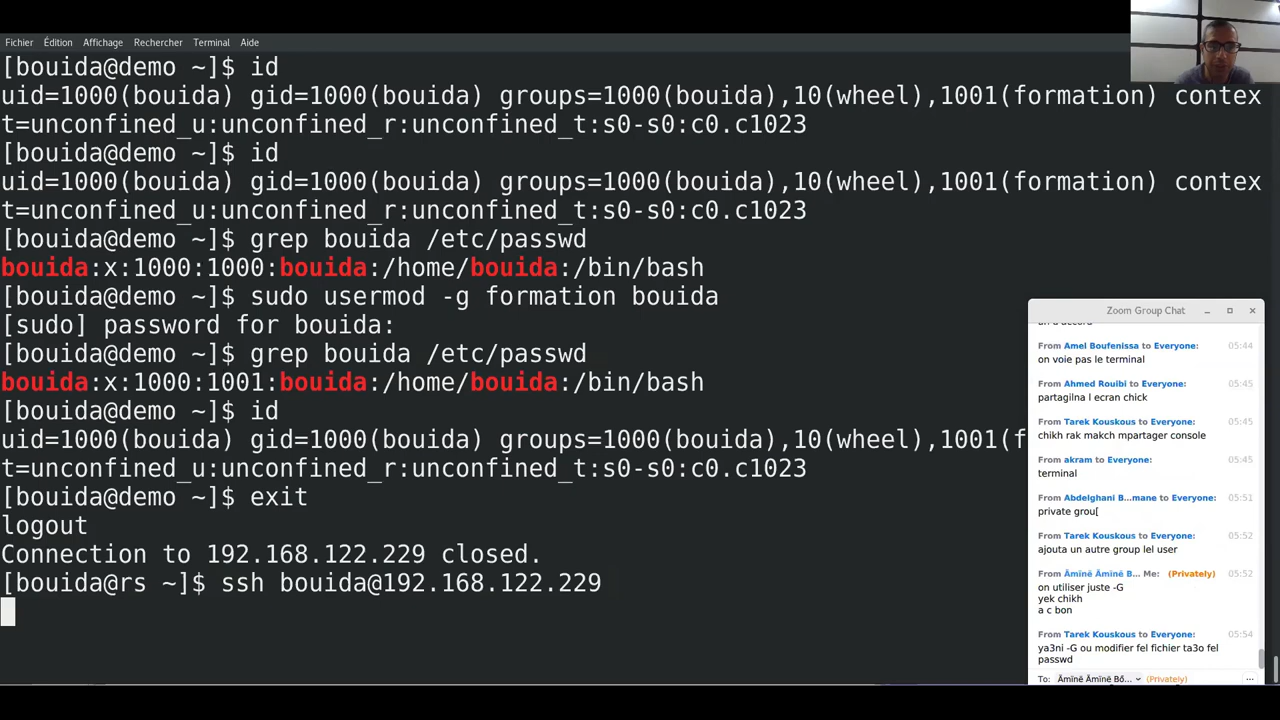 Fichier Édition Affichage Rechercher Terminal Aide
[bouida@demo ~]$ id
uid=1000(bouida) gid=1000(bouida) groups=1000(bouida),10(wheel),1001(formation) contex
t=unconfined_u:unconfined_r:unconfined_t:s0-s0:c0.c1023
[bouida@demo ~]$ id
uid=1000(bouida) gid=1000(bouida) groups=1000(bouida),10(wheel),1001(formation) contex
t=unconfined_u:unconfined_r:unconfined_t:s0-s0:c0.c1023
[bouida@demo ~]$ grep bouida /etc/passwd
bouida:x:1000:1000:bouida:/home/bouida:/bin/bash
[bouida@demo ~]$ sudo usermod -g formation bouida
[sudo] password for bouida:
[bouida@demo ~]$ grep bouida /etc/passwd
bouida:x:1000:1001:bouida:/home/bouida:/bin/bash
[bouida@demo ~]$ id
uid=1000(bouida) gid=1000(bouida) groups=1000(bouida),10(wheel),1001(f
t=unconfined_u:unconfined_r:unconfined_t:s0-s0:c0.c1023
[bouida@demo ~]$ exit
logout
Connection to 192.168.122.229 closed.
[bouida@rs ~]$ ssh bouida@192.168.122.229
Zoom Group Chat
From Amel Boufenissa to Everyone: 05:44
on voie pas le terminal
From Ahmed Rouibi to Everyone: 05:45
partagilna l ecran chick
From Tarek Kouskous to Everyone: 05:45
chikh rak makch mpartager console
From akram to Everyone: 05:45
terminal
From Abdelghani B...mane to Everyone: 05:51
private grou[
From Tarek Kouskous to Everyone: 05:52
ajouta un autre group lel user
From Āmīnē Āmīnē B... Me: (Privately) 05:52
on utiliser juste -G
yek chikh
a c bon
From Tarek Kouskous to Everyone: 05:54
ya3ni -G ou modifier fel fichier ta3o fel
passwd
To: Āmīnē Āmīnē Bő... (Privately) ...